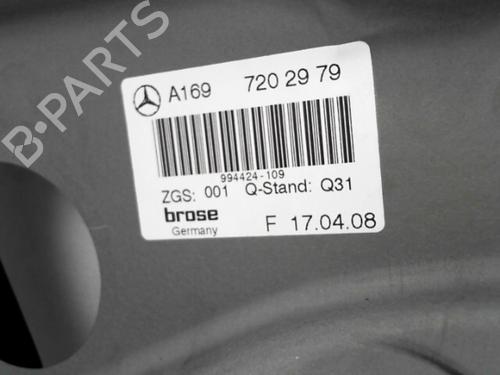 B-PARTS
A169 720 29 79
994424-109
ZGS: 001 Q-Stand: Q31
brose
Germany
F 17.04.08